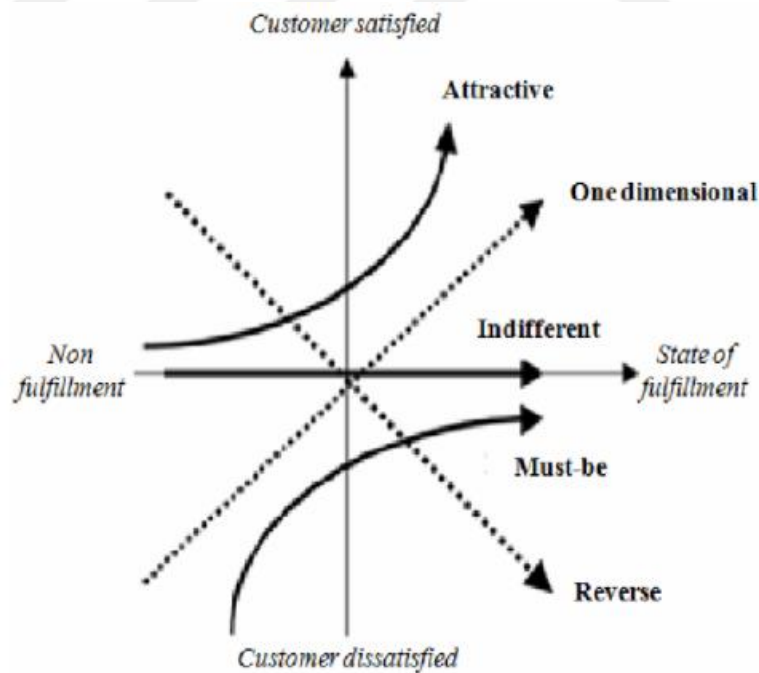 Customer satisfied
Attractive
One dimensional
Indifferent
Non
fulfillment
State of
fulfillment
Must-be
Reverse
Customer dissatisfied